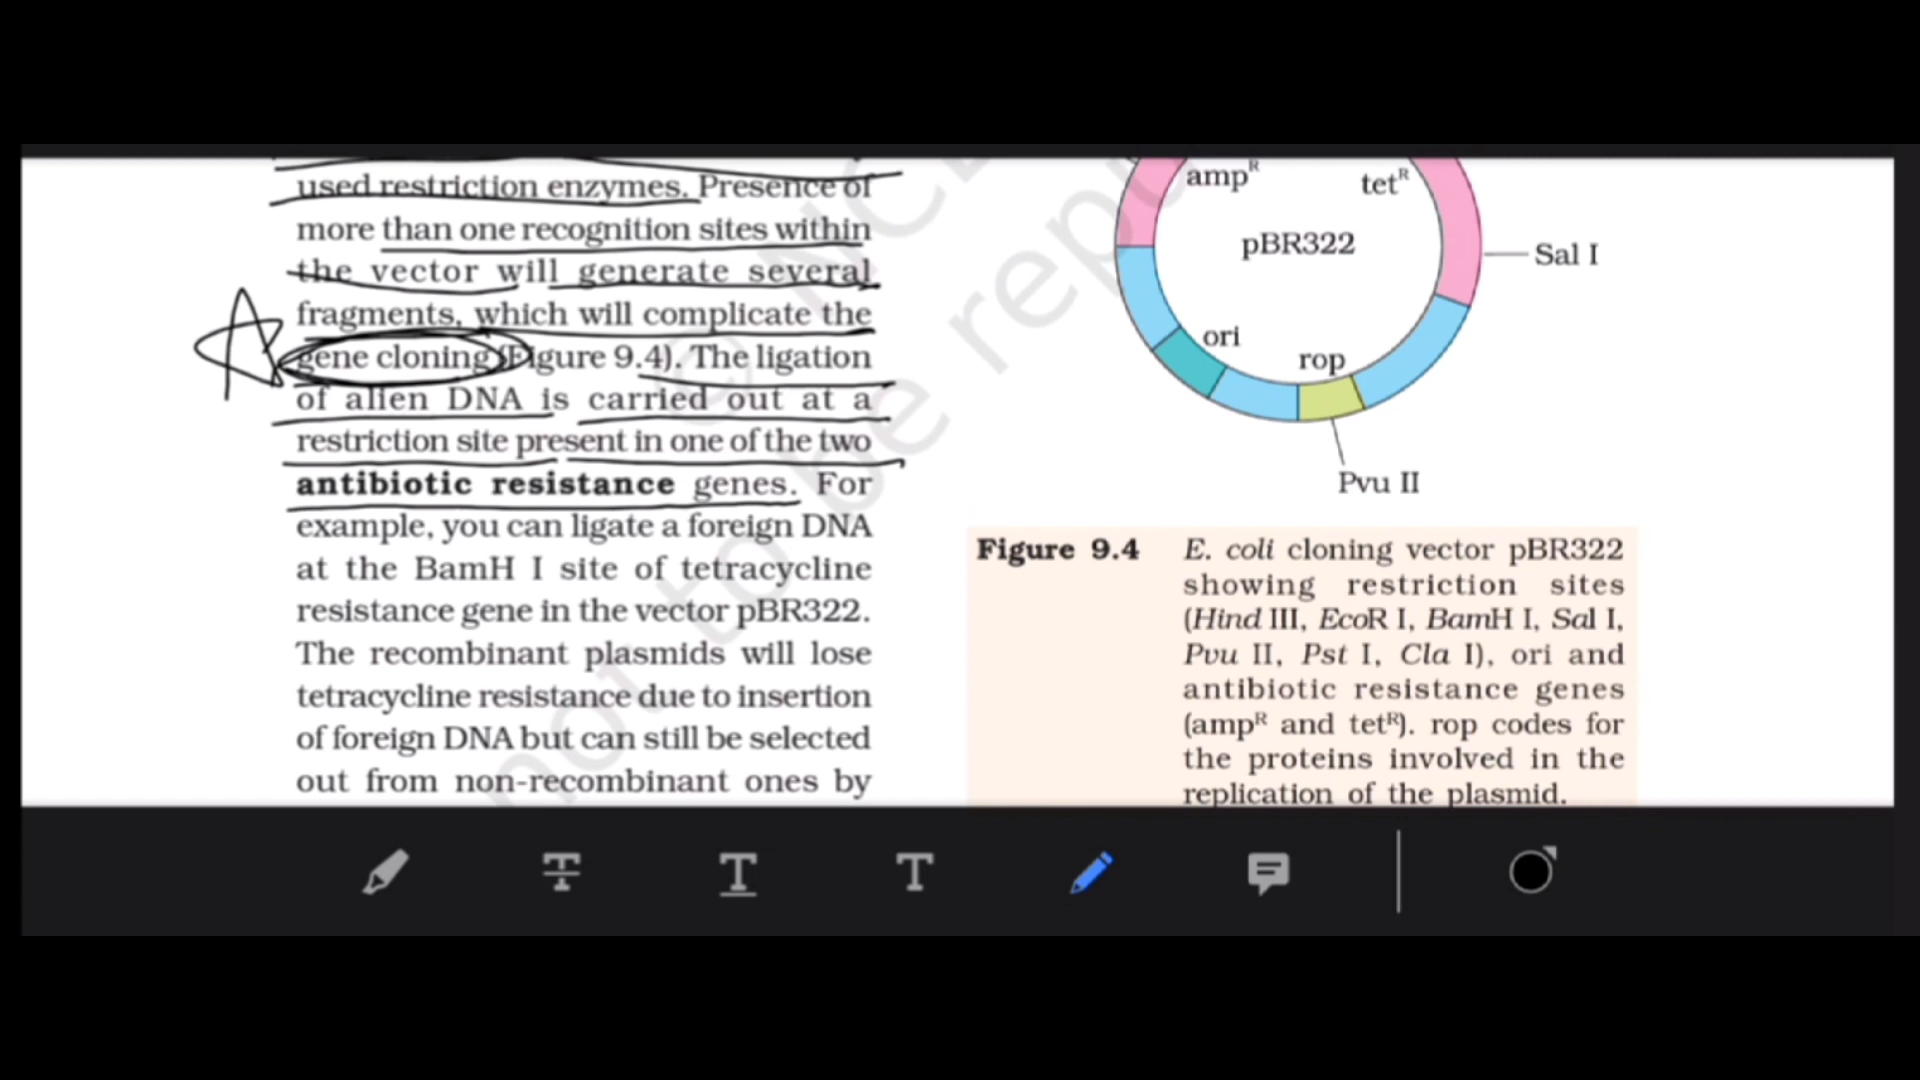 used restriction enzymes. Presence of
more than one recognition sites within
the vector will generate several
fragments, which will complicate the
gene cloning (Figure 9.4). The ligation
of alien DNA is carried out at a
restriction site present in one of the two
antibiotic resistance genes. For
example, you can ligate a foreign DNA
at the BamH I site of tetracycline
resistance gene in the vector pBR322.
The recombinant plasmids will lose
tetracycline resistance due to insertion
of foreign DNA but can still be selected
out from non-recombinant ones by
ampR
tetR
pBR322
Sal I
ori
rop
Pvu II
Figure 9.4 E. coli cloning vector pBR322
showing restriction sites
(Hind III, EcoR I, BamH I, Sal I,
Pvu II, Pst I, Cla I), ori and
antibiotic resistance genes
(ampR and tetR). rop codes for
the proteins involved in the
replication of the plasmid.
not to be repu
T
T
T